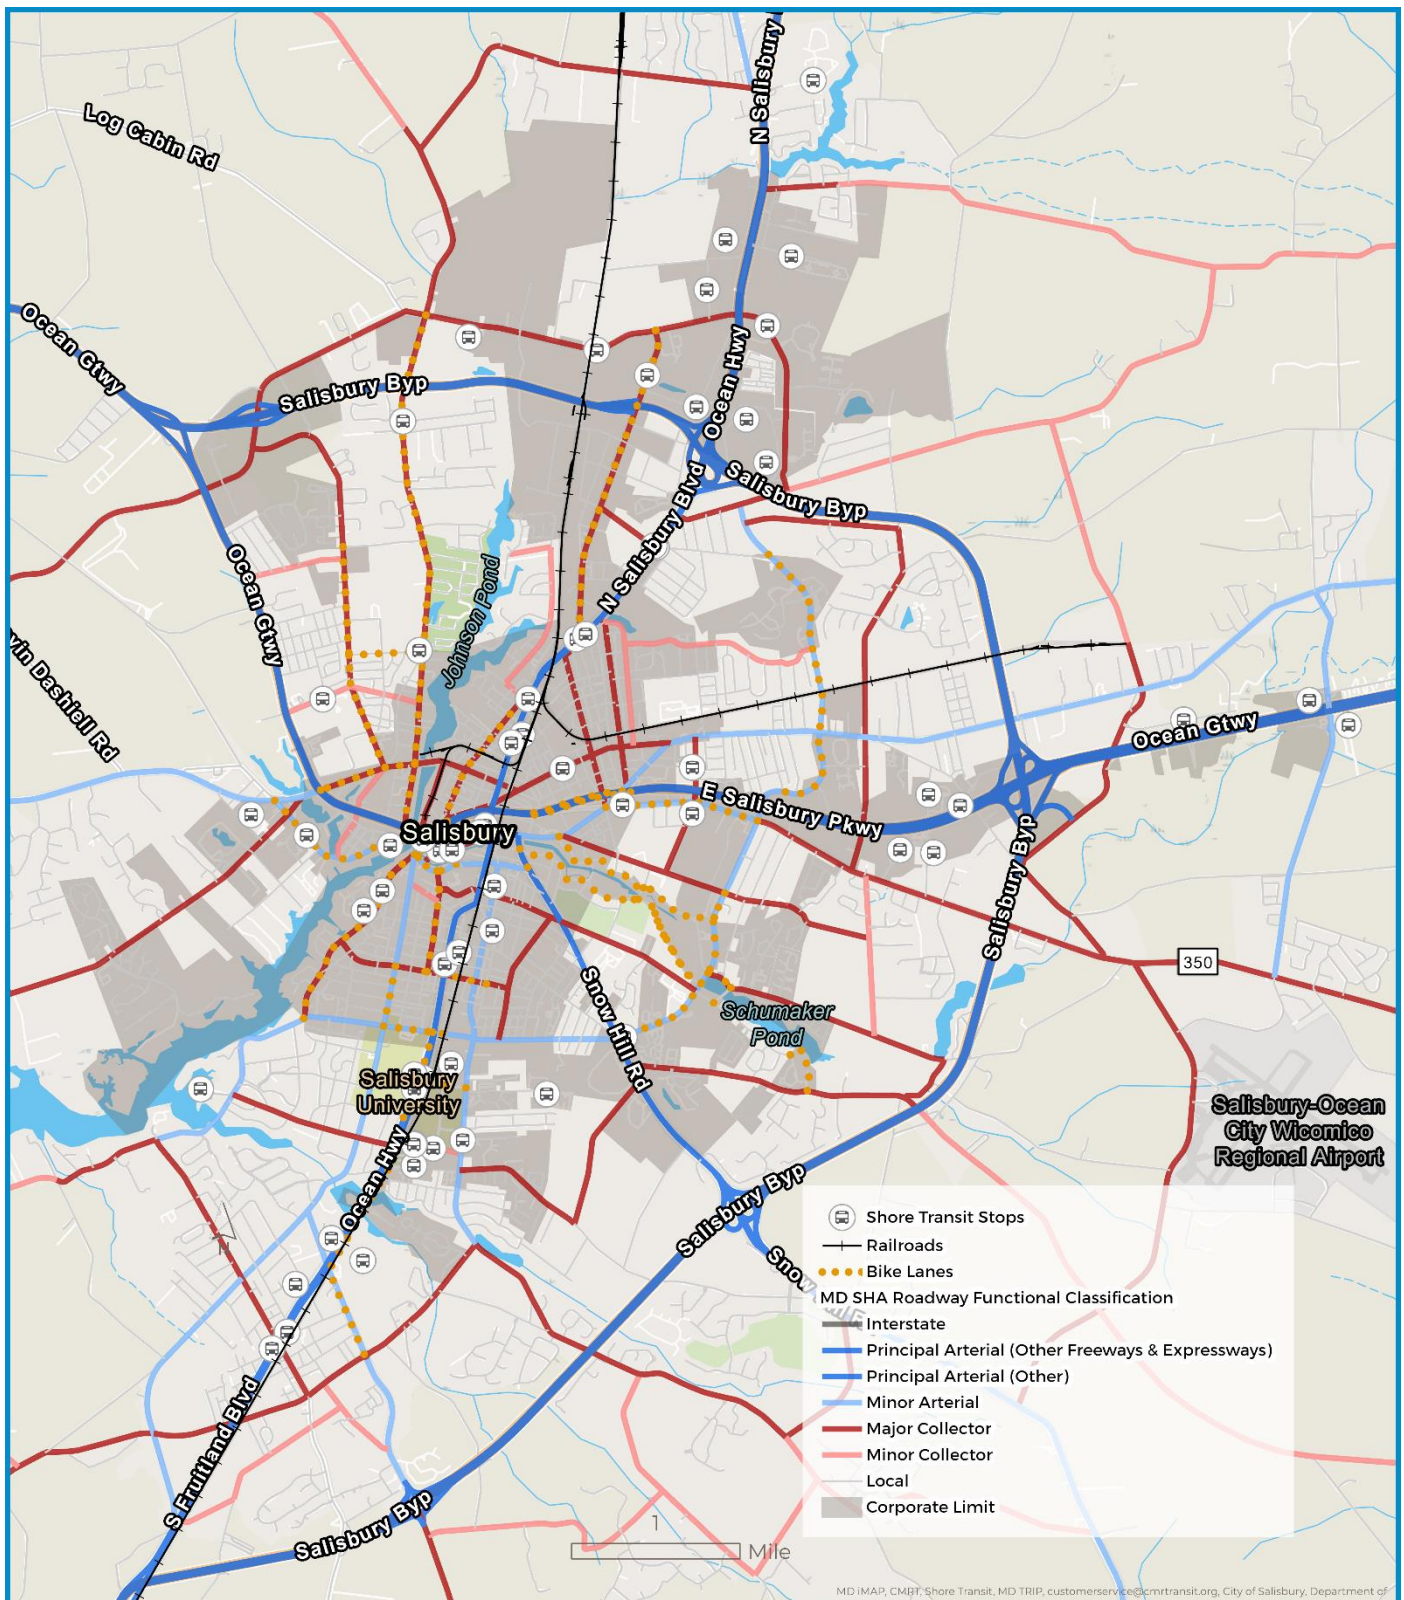 N Salisbury
Log Cabin Rd
Ocean Gtwy
Salisbury Byp
Ocean Hwy
N Salisbury Blvd
Salisbury Byp
Ocean Gtwy
Johnson Pond
vin Dashiell Rd
Ocean Gtwy
E Salisbury Pkwy
Salisbury
Salisbury Byp
350
Snow Hill Rd
Schumaker
Pond
Salisbury
University
Salisbury-Ocean
City Wicomico
Regional Airport
Ocean Hwy
Salisbury Byp
N
Snow
S Fruitland Blvd
Salisbury Byp
Shore Transit Stops
Railroads
Bike Lanes
MD SHA Roadway Functional Classification
Interstate
Principal Arterial (Other Freeways & Expressways)
Principal Arterial (Other)
Minor Arterial
Major Collector
Minor Collector
Local
Corporate Limit
1
Mile
MD iMAP, CMRT, Shore Transit, MD TRIP, customerservice@cmrtransit.org, City of Salisbury, Department of